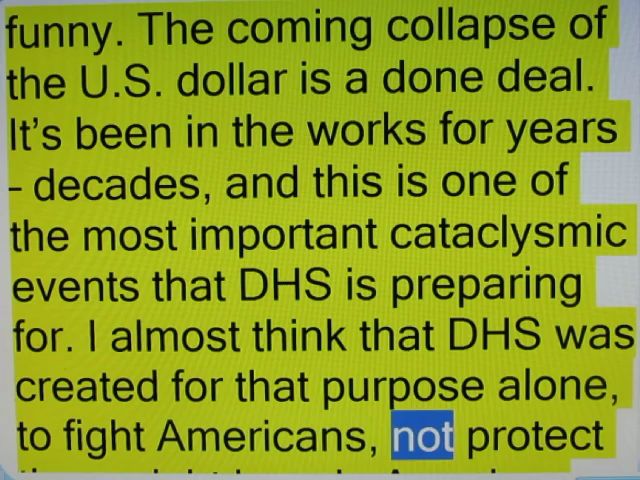 funny. The coming collapse of
the U.S. dollar is a done deal.
It's been in the works for years
– decades, and this is one of
the most important cataclysmic
events that DHS is preparing
for. I almost think that DHS was
created for that purpose alone,
to fight Americans, not protect